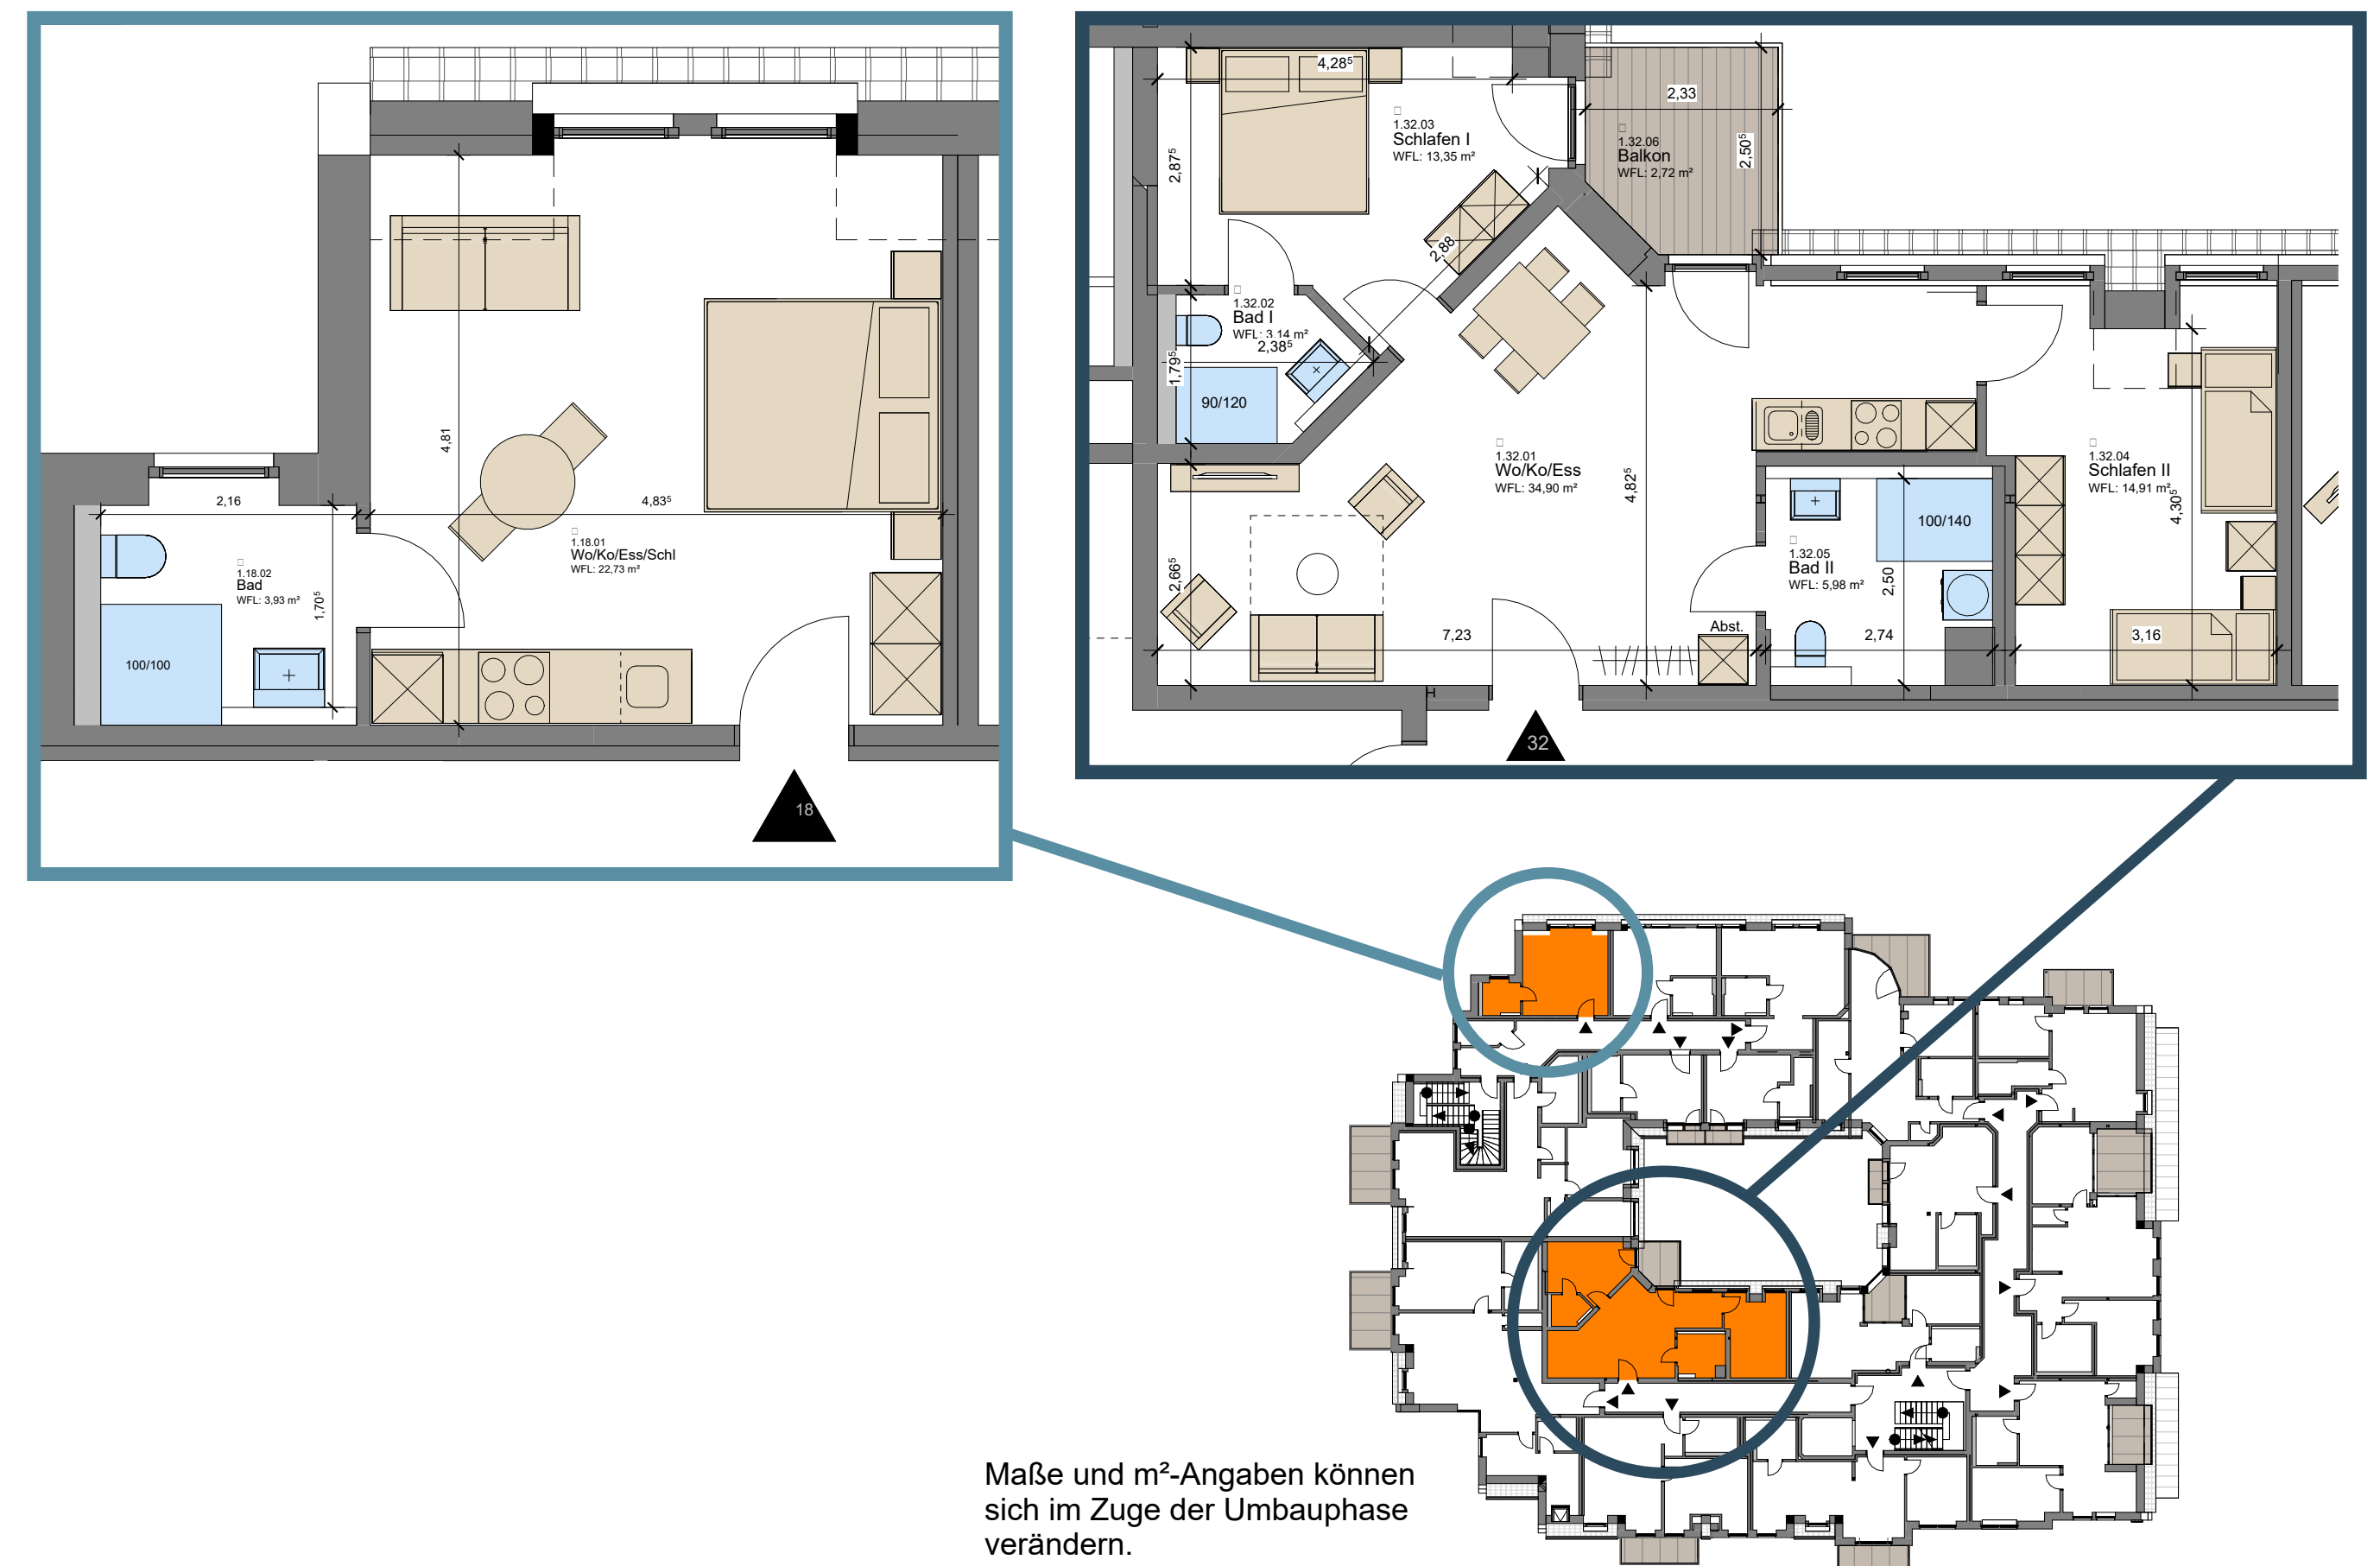 2,16
1.18.02
Bad
WFL: 3,93 m²
1,70⁵
100/100
4,81
4,83⁵
1.18.01
Wo/Ko/Ess/Schl
WFL: 22,73 m²
18
4,28⁵
1.32.03
Schlafen I
WFL: 13,35 m²
2,87⁵
2,88
2,33
1.32.06
Balkon
WFL: 2,72 m²
2,50⁵
1.32.02
Bad I
WFL: 3,14 m²
2,38⁵
1,79⁵
90/120
1.32.01
Wo/Ko/Ess
WFL: 34,90 m²
4,82⁵
2,66⁵
7,23
Abst.
1.32.05
Bad II
WFL: 5,98 m²
100/140
2,50
2,74
1.32.04
Schlafen II
WFL: 14,91 m²
4,30⁵
3,16
32
Maße und m²-Angaben können
sich im Zuge der Umbauphase
verändern.